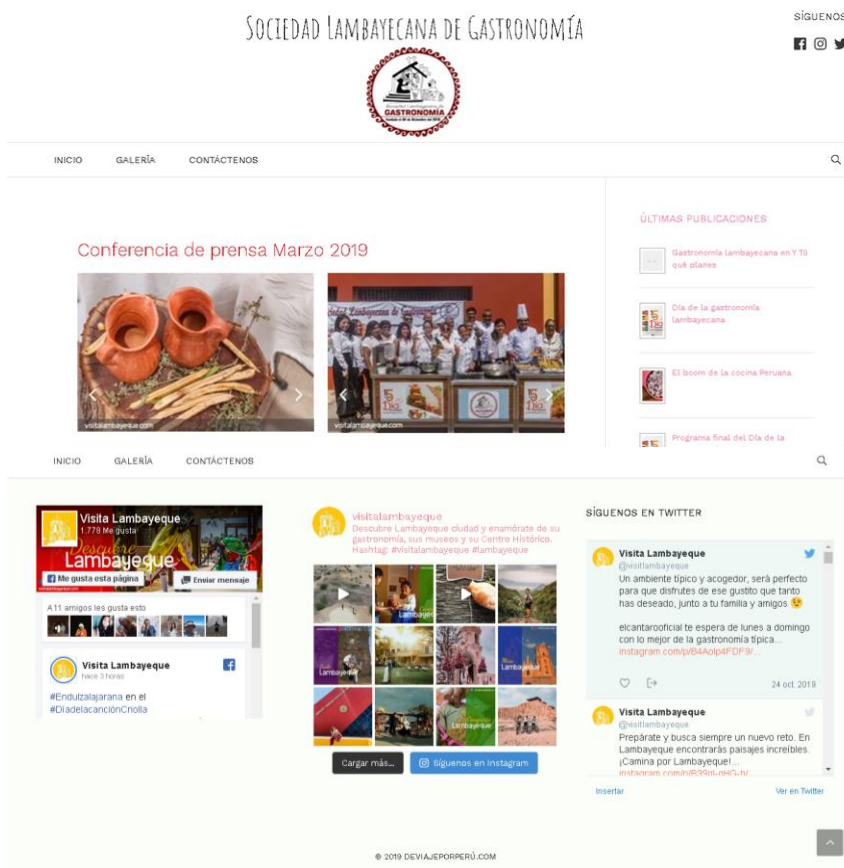 Sociedad Lambayecana de Gastronomía
SÍGUENOS
GASTRONOMÍA
INICIO GALERÍA CONTÁCTENOS
Conferencia de prensa Marzo 2019
visitalambayeque.com
visitalambayeque.com
ÚLTIMAS PUBLICACIONES
Gastronomía lambayecana en Y Tú
qué planes
Día de la gastronomía
lambayecana
El boom de la cocina Peruana
Programa final del Día de la
INICIO GALERÍA CONTÁCTENOS
Visita Lambayeque
1.778 Me gusta
Descubre
Lambayeque
Me gusta esta página
Enviar mensaje
A 11 amigos les gusta esto
Visita Lambayeque
hace 3 horas
#Endulzalajarana en el
#DíadelacanciónCriolla
visitalambayeque
Descubre Lambayeque ciudad y enamórate de su
gastronomía, sus museos y su Centro Histórico.
Hashtag: #visitalambayeque #lambayeque
Lambayeque
Lambayeque
Cargar más...
Síguenos en Instagram
SÍGUENOS EN TWITTER
Visita Lambayeque
@visitlambayeque
Un ambiente típico y acogedor, será perfecto
para que disfrutes de ese gustito que tanto
has deseado, junto a tu familia y amigos 😉
elcantarooficial te espera de lunes a domingo
con lo mejor de la gastronomía típica...
instagram.com/p/B4Aolp4FDF9/...
24 oct. 2019
Visita Lambayeque
@visitlambayeque
Prepárate y busca siempre un nuevo reto. En
Lambayeque encontrarás paisajes increíbles.
¡Camina por Lambayeque!...
Insertar
Ver en Twitter
© 2019 DEVIAJEPORPERÚ.COM